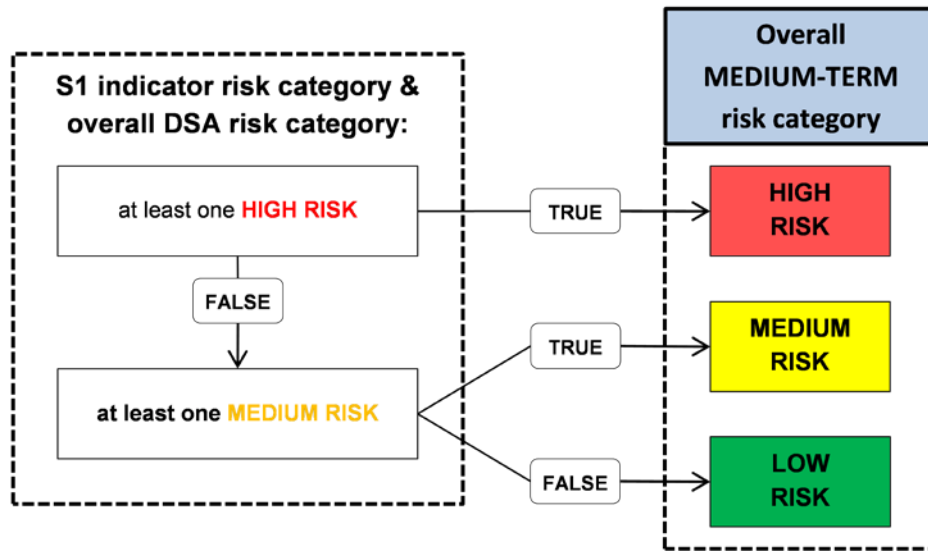 S1 indicator risk category &
overall DSA risk category:
Overall
MEDIUM-TERM
risk category
at least one HIGH RISK
TRUE
HIGH
RISK
FALSE
at least one MEDIUM RISK
TRUE
MEDIUM
RISK
FALSE
LOW
RISK